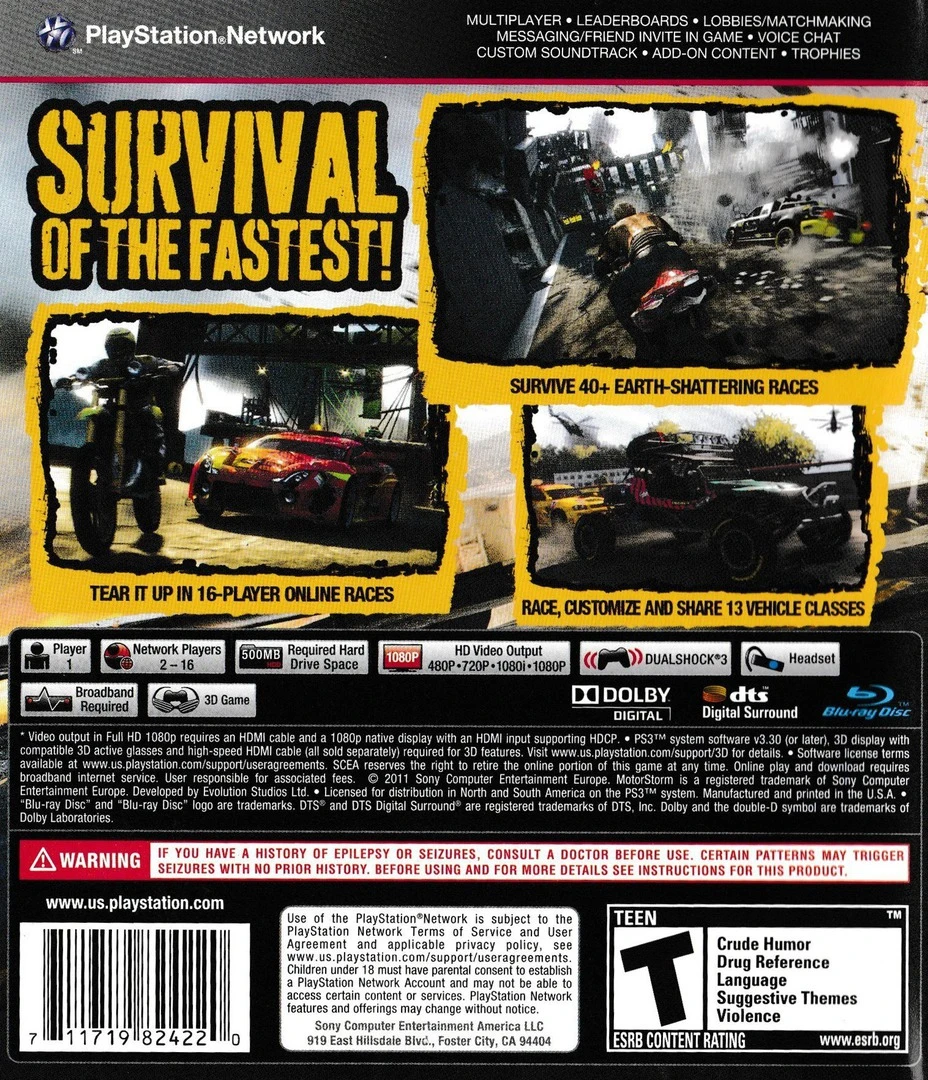 PlayStation®Network
SM
MULTIPLAYER • LEADERBOARDS • LOBBIES/MATCHMAKING
MESSAGING/FRIEND INVITE IN GAME • VOICE CHAT
CUSTOM SOUNDTRACK • ADD-ON CONTENT • TROPHIES
SURVIVAL
OF THE FASTEST!
SURVIVE 40+ EARTH-SHATTERING RACES
TEAR IT UP IN 16-PLAYER ONLINE RACES
RACE, CUSTOMIZE AND SHARE 13 VEHICLE CLASSES
Player
1
Network Players
2 – 16
500MB
HDD
Required Hard
Drive Space
1080P
HD Video Output
480P•720P•1080i•1080P
DUALSHOCK®3
Headset
Broadband
Required
3D Game
DOLBY
DIGITAL
dts™
Digital Surround
Blu-ray Disc™
* Video output in Full HD 1080p requires an HDMI cable and a 1080p native display with an HDMI input supporting HDCP. • PS3™ system software v3.30 (or later), 3D display with
compatible 3D active glasses and high-speed HDMI cable (all sold separately) required for 3D features. Visit www.us.playstation.com/support/3D for details. • Software license terms
available at www.us.playstation.com/support/useragreements. SCEA reserves the right to retire the online portion of this game at any time. Online play and download requires
broadband internet service. User responsible for associated fees. © 2011 Sony Computer Entertainment Europe. MotorStorm is a registered trademark of Sony Computer
Entertainment Europe. Developed by Evolution Studios Ltd. • Licensed for distribution in North and South America on the PS3™ system. Manufactured and printed in the U.S.A. •
“Blu-ray Disc” and “Blu-ray Disc” logo are trademarks. DTS® and DTS Digital Surround® are registered trademarks of DTS, Inc. Dolby and the double-D symbol are trademarks of
Dolby Laboratories.
WARNING
IF YOU HAVE A HISTORY OF EPILEPSY OR SEIZURES, CONSULT A DOCTOR BEFORE USE. CERTAIN PATTERNS MAY TRIGGER
SEIZURES WITH NO PRIOR HISTORY. BEFORE USING AND FOR MORE DETAILS SEE INSTRUCTIONS FOR THIS PRODUCT.
www.us.playstation.com
7 11719 82422 0
Use of the PlayStation®Network is subject to the
PlayStation Network Terms of Service and User
Agreement and applicable privacy policy, see
www.us.playstation.com/support/useragreements.
Children under 18 must have parental consent to establish
a PlayStation Network Account and may not be able to
access certain content or services. PlayStation Network
features and offerings may change without notice.
Sony Computer Entertainment America LLC
919 East Hillsdale Blvd., Foster City, CA 94404
TEEN
™
T
Crude Humor
Drug Reference
Language
Suggestive Themes
Violence
ESRB CONTENT RATING
www.esrb.org